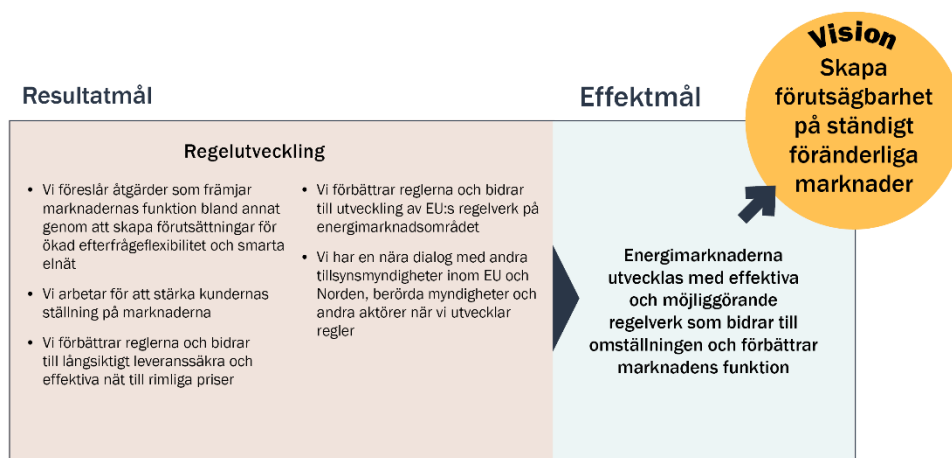 Vision
Skapa
förutsägbarhet
på ständigt
föränderliga
marknader
Resultatmål
Effektmål
Regelutveckling
• Vi föreslår åtgärder som främjar
marknadernas funktion bland annat
genom att skapa förutsättningar för
ökad efterfrågeflexibilitet och smarta
elnät
• Vi arbetar för att stärka kundernas
ställning på marknaderna
• Vi förbättrar reglerna och bidrar
till långsiktigt leveranssäkra och
effektiva nät till rimliga priser
• Vi förbättrar reglerna och bidrar
till utveckling av EU:s regelverk på
energimarknadsområdet
• Vi har en nära dialog med andra
tillsynsmyndigheter inom EU och
Norden, berörda myndigheter och
andra aktörer när vi utvecklar
regler
Energimarknaderna
utvecklas med effektiva
och möjliggörande
regelverk som bidrar till
omställningen och förbättrar
marknadens funktion